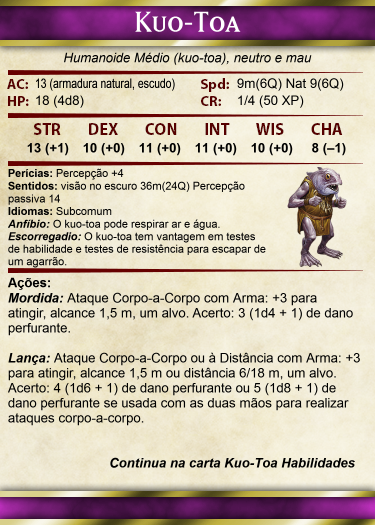 Kuo-Toa
Humanoide Médio (kuo-toa), neutro e mau
AC: 13 (armadura natural, escudo) Spd: 9m(6Q) Nat 9(6Q)
HP: 18 (4d8) CR: 1/4 (50 XP)
STR DEX CON INT WIS CHA
13 (+1) 10 (+0) 11 (+0) 11 (+0) 10 (+0) 8 (–1)
Perícias: Percepção +4
Sentidos: visão no escuro 36m(24Q) Percepção
passiva 14
Idiomas: Subcomum
Anfíbio: O kuo-toa pode respirar ar e água.
Escorregadio: O kuo-toa tem vantagem em testes
de habilidade e testes de resistência para escapar de
um agarrão.
Ações:
Mordida: Ataque Corpo-a-Corpo com Arma: +3 para
atingir, alcance 1,5 m, um alvo. Acerto: 3 (1d4 + 1) de dano
perfurante.
Lança: Ataque Corpo-a-Corpo ou à Distância com Arma: +3
para atingir, alcance 1,5 m ou distância 6/18 m, um alvo.
Acerto: 4 (1d6 + 1) de dano perfurante ou 5 (1d8 + 1) de
dano perfurante se usada com as duas mãos para realizar
ataques corpo-a-corpo.
Continua na carta Kuo-Toa Habilidades